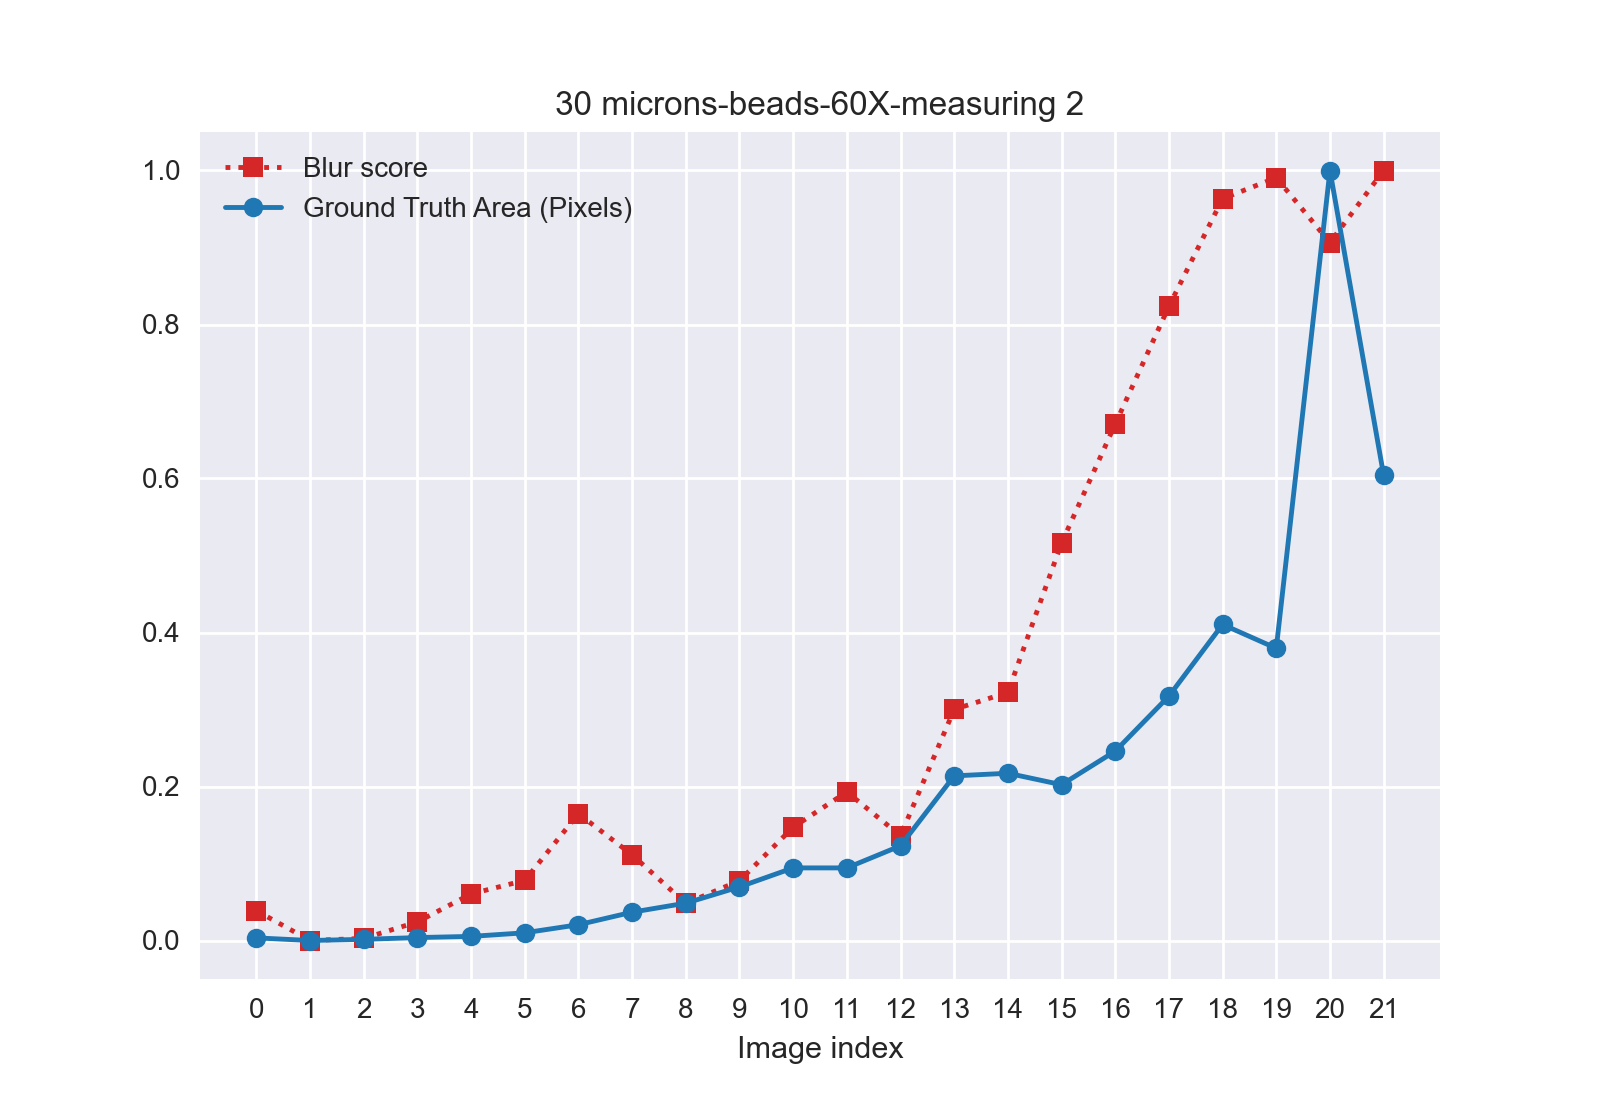 30 microns-beads-60X-measuring 2
Blur score
Ground Truth Area (Pixels)
1.0
0.8
0.6
0.4
0.2
0.0
0 1 2 3 4 5 6 7 8 9 10 11 12 13 14 15 16 17 18 19 20 21
Image index